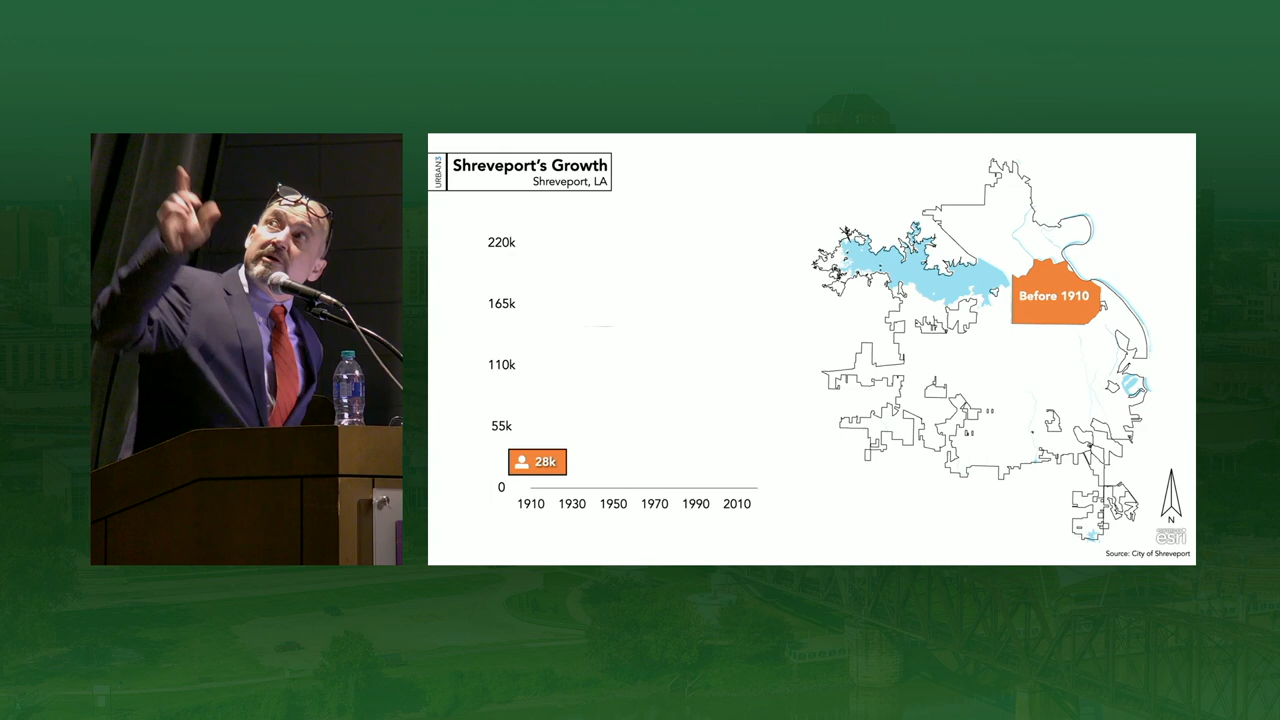 URBAN3
Shreveport's Growth
Shreveport, LA
220k
165k
110k
55k
28k
0
1910 1930 1950 1970 1990 2010
Before 1910
N
esri
Source: City of Shreveport